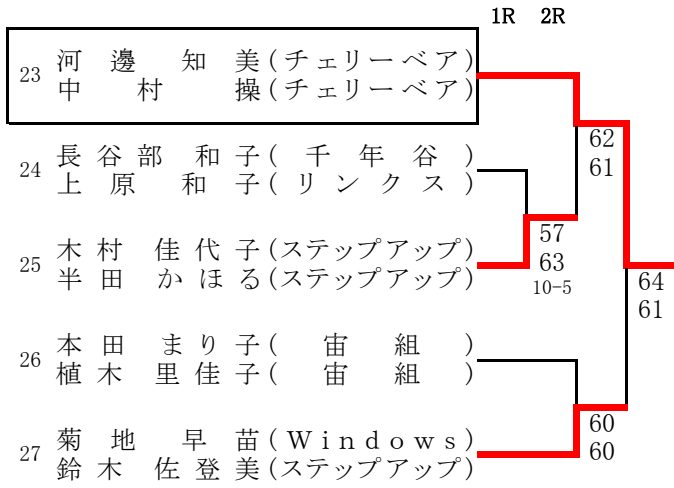 1R 2R
23 河邊 知美(チェリーベア)
中村 操(チェリーベア)
62
61
24 長谷部 和子(千年谷)
上原 和子(リンクス)
57
63
10-5
25 木村 佳代子(ステップアップ)
半田 かほる(ステップアップ)
64
61
26 本田 まり子(宙組)
植木 里佳子(宙組)
60
60
27 菊地 早苗(Windows)
鈴木 佐登美(ステップアップ)